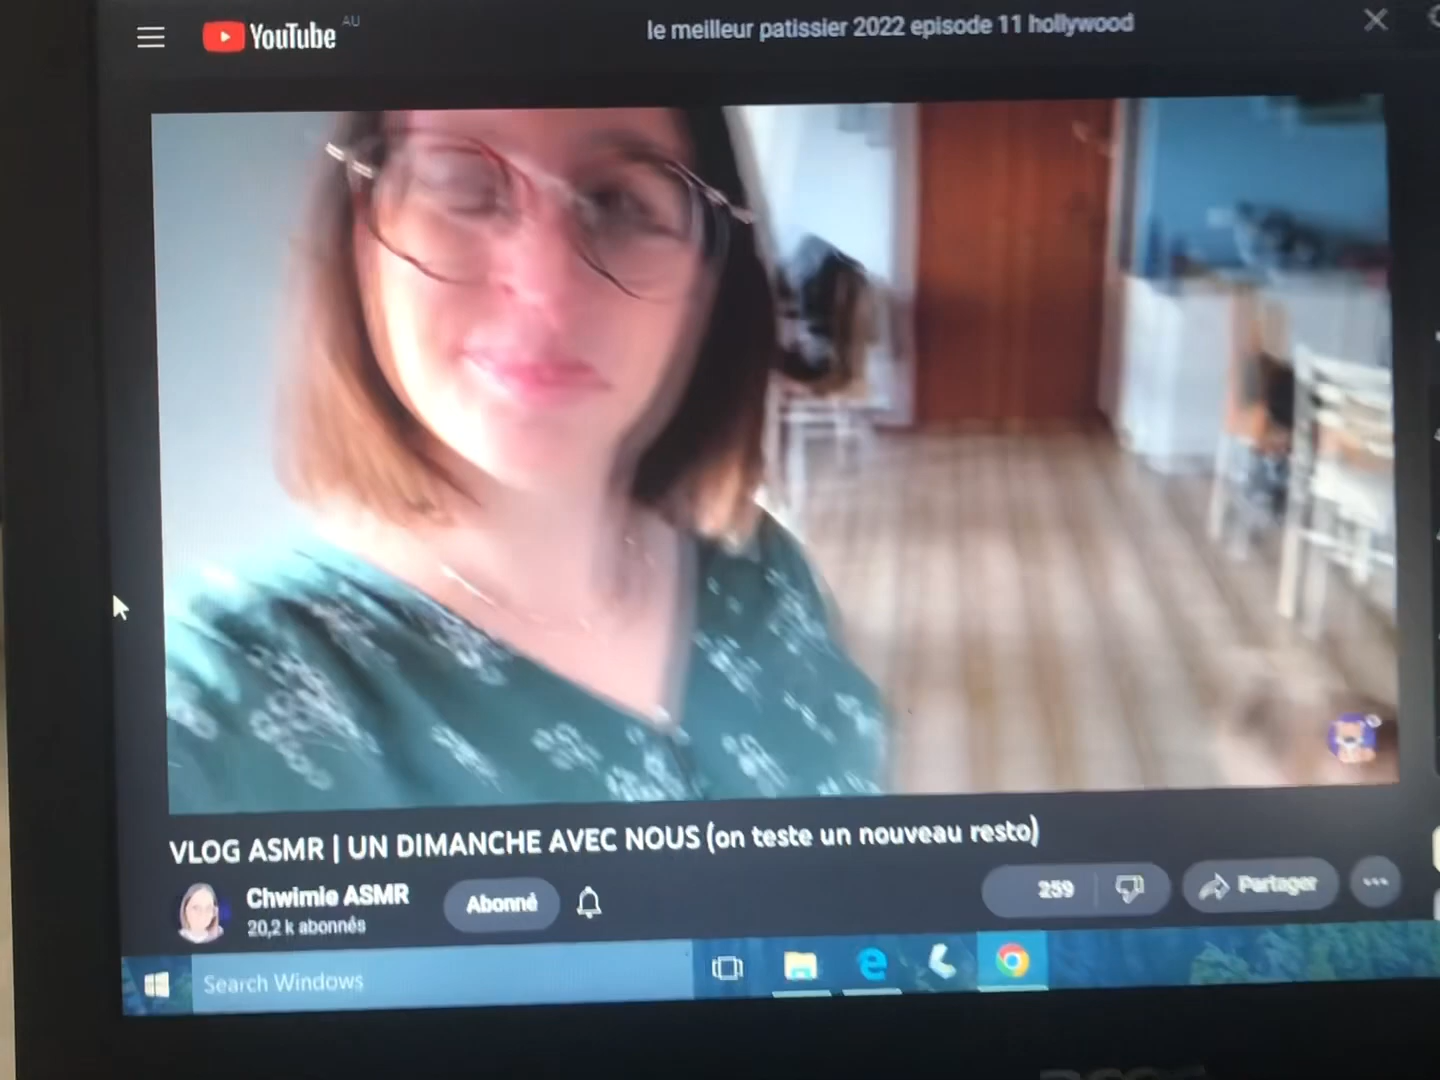 YouTube AU
le meilleur patissier 2022 episode 11 hollywood
VLOG ASMR | UN DIMANCHE AVEC NOUS (on teste un nouveau resto)
Chwimie ASMR
20,2 k abonnés
Abonné
259
Partager
Search Windows